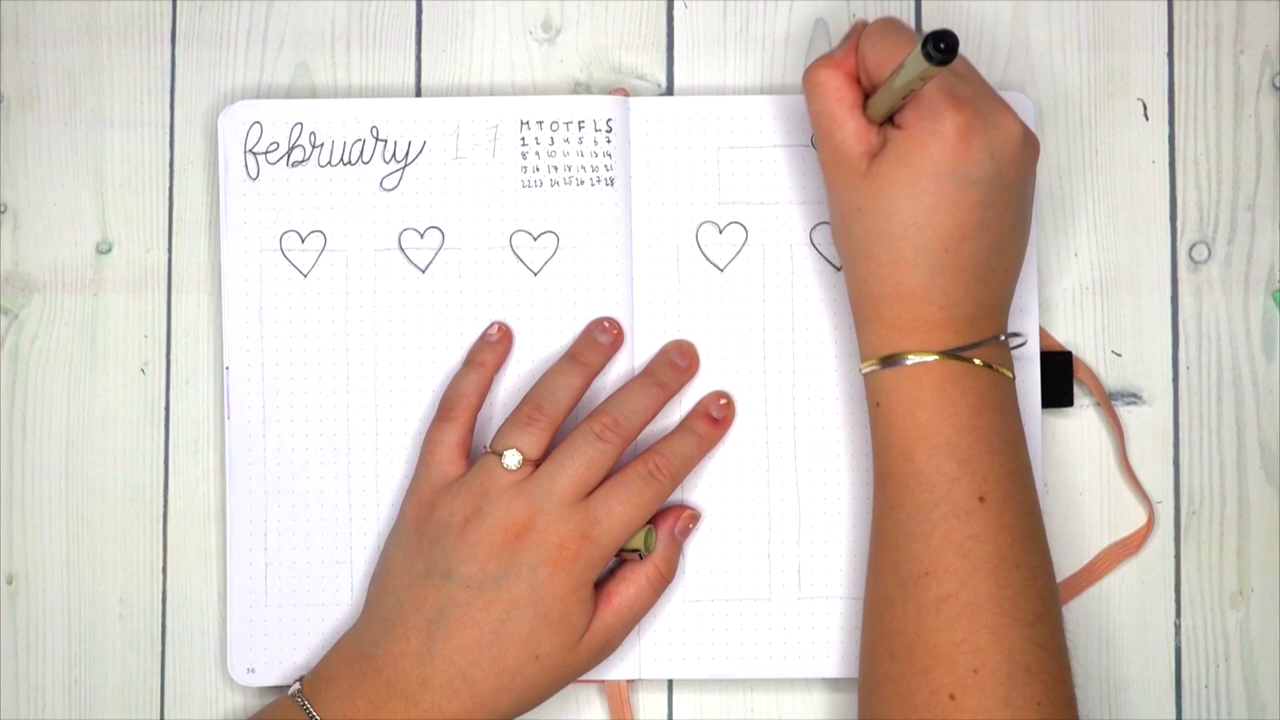 february 1-7
M T O T F L S
1 2 3 4 5 6 7
8 9 10 11 12 13 14
15 16 17 18 19 20 21
22 23 24 25 26 27 28
36